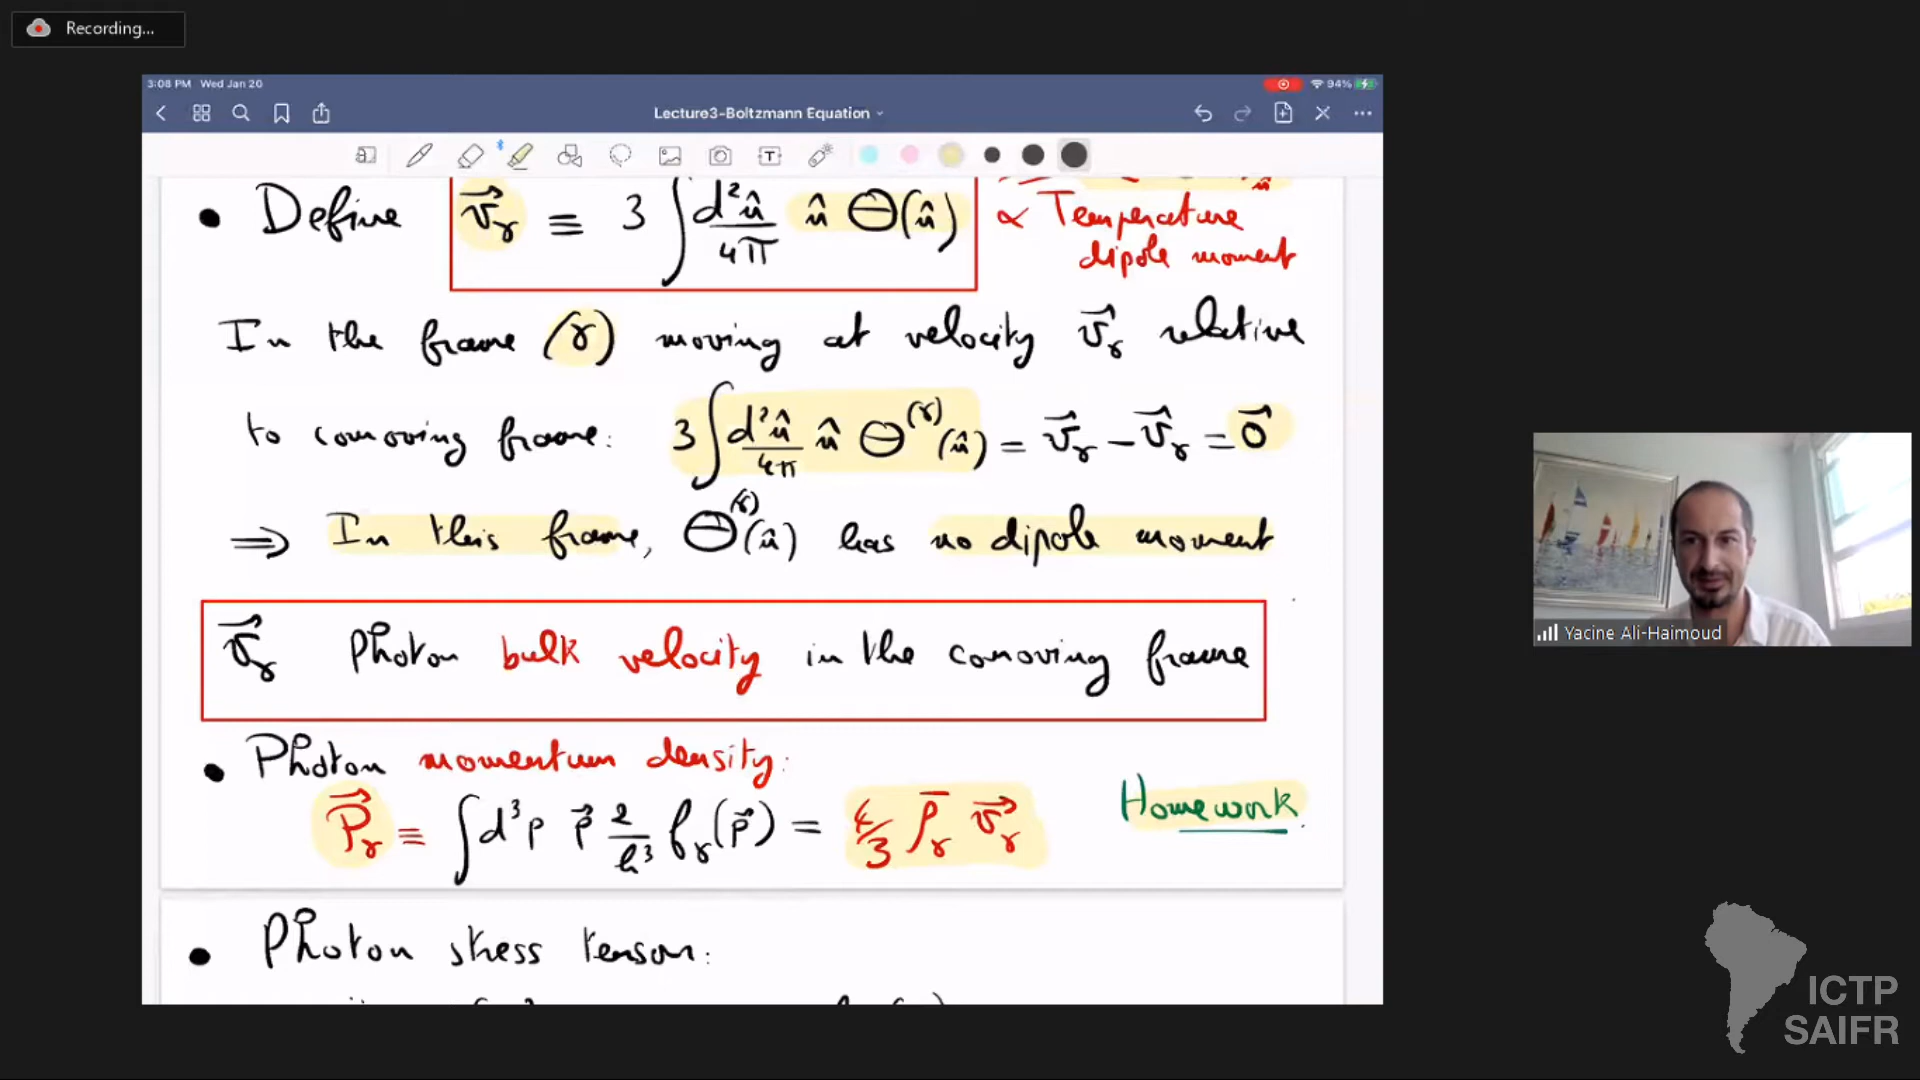 Recording...
3:08 PM Wed Jan 20
94%
Lecture3-Boltzmann Equation
T
• Define v⃗_γ ≡ 3 ∫ d²n̂/4π n̂ Θ(n̂) ∝ Temperature
dipole moment
In the frame (γ) moving at velocity v⃗_γ relative
to comoving frame: 3 ∫ d²n̂/4π n̂ Θ^(γ)(n̂) = v⃗_γ − v⃗_γ = 0⃗
⇒ In this frame, Θ^(γ)(n̂) has no dipole moment
v⃗_γ Photon bulk velocity in the comoving frame
• Photon momentum density:
P⃗_γ ≡ ∫ d³p p⃗ 2/h³ f_γ(p⃗) = 4/3 ρ̄_γ v⃗_γ Homework
• Photon stress tensor:
Yacine Ali-Haimoud
ICTP
SAIFR